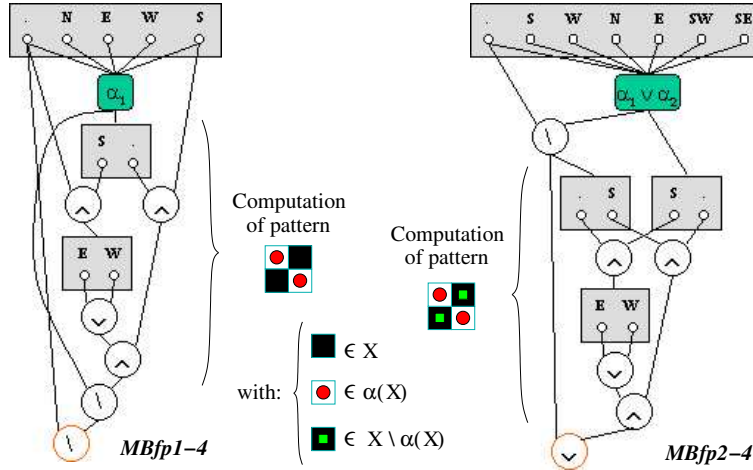 . N E W S
α1
S .
^ ^
E W
v
^
\
\
MBfp1-4
Computation
of pattern
with:
∈ X
∈ α(X)
∈ X \ α(X)
. S W N E SW SE
α1 ∨ α2
\
. S S .
^ ^
Computation
of pattern
E W
v
^
v
MBfp2-4